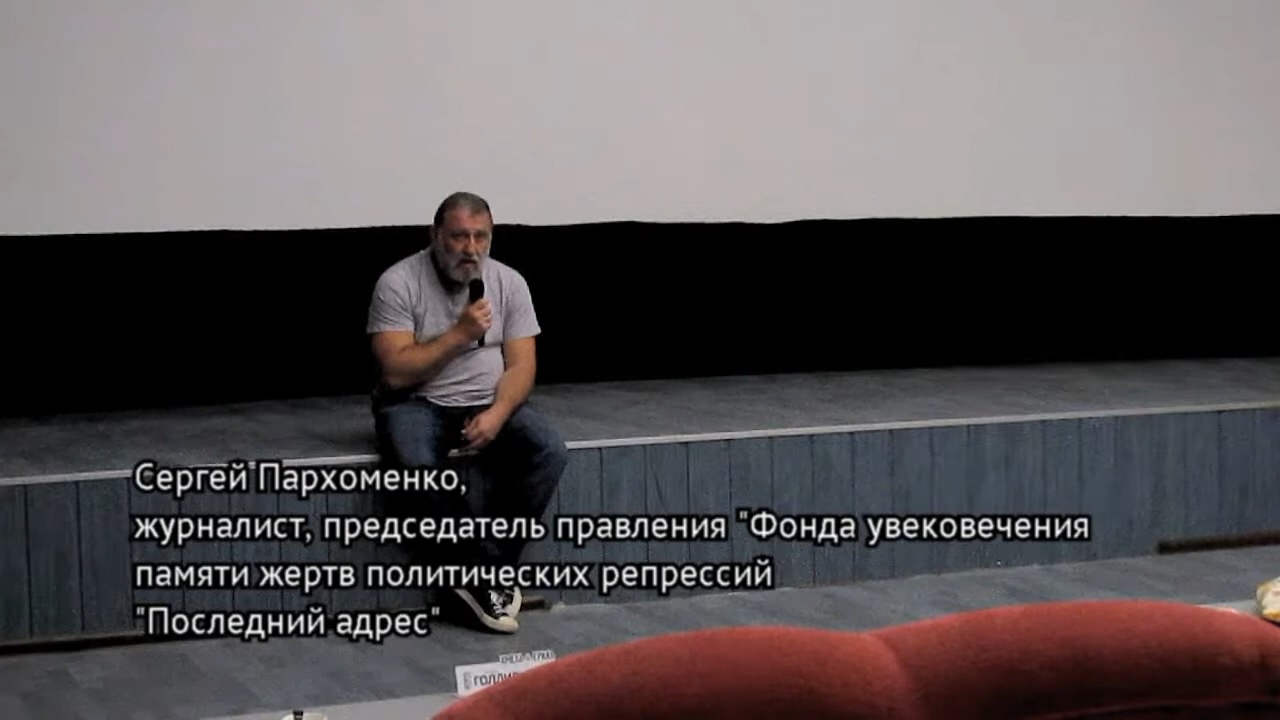 Сергей Пархоменко,
журналист, председатель правления "Фонда увековечения
памяти жертв политических репрессий
"Последний адрес"